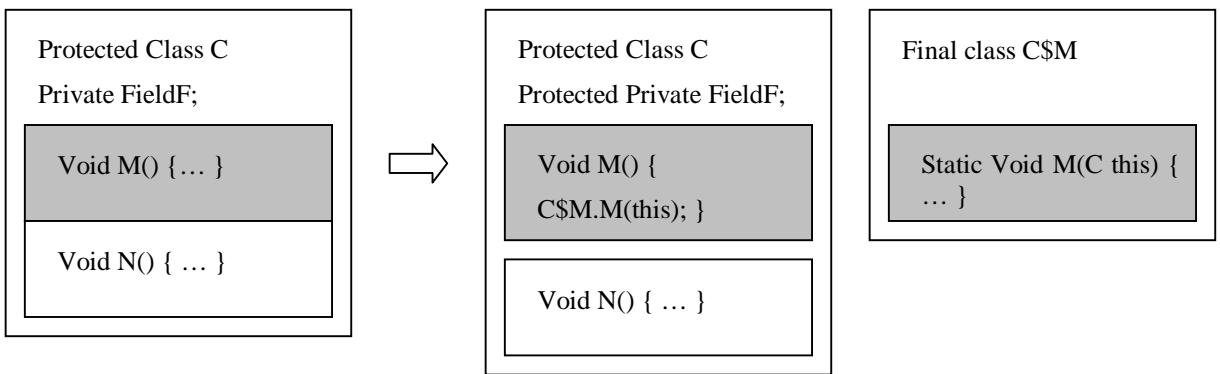 Protected Class C
Private FieldF;
Void M() {… }
Void N() { … }
Protected Class C
Protected Private FieldF;
Void M() {
C$M.M(this); }
Void N() { … }
Final class C$M
Static Void M(C this) {
… }